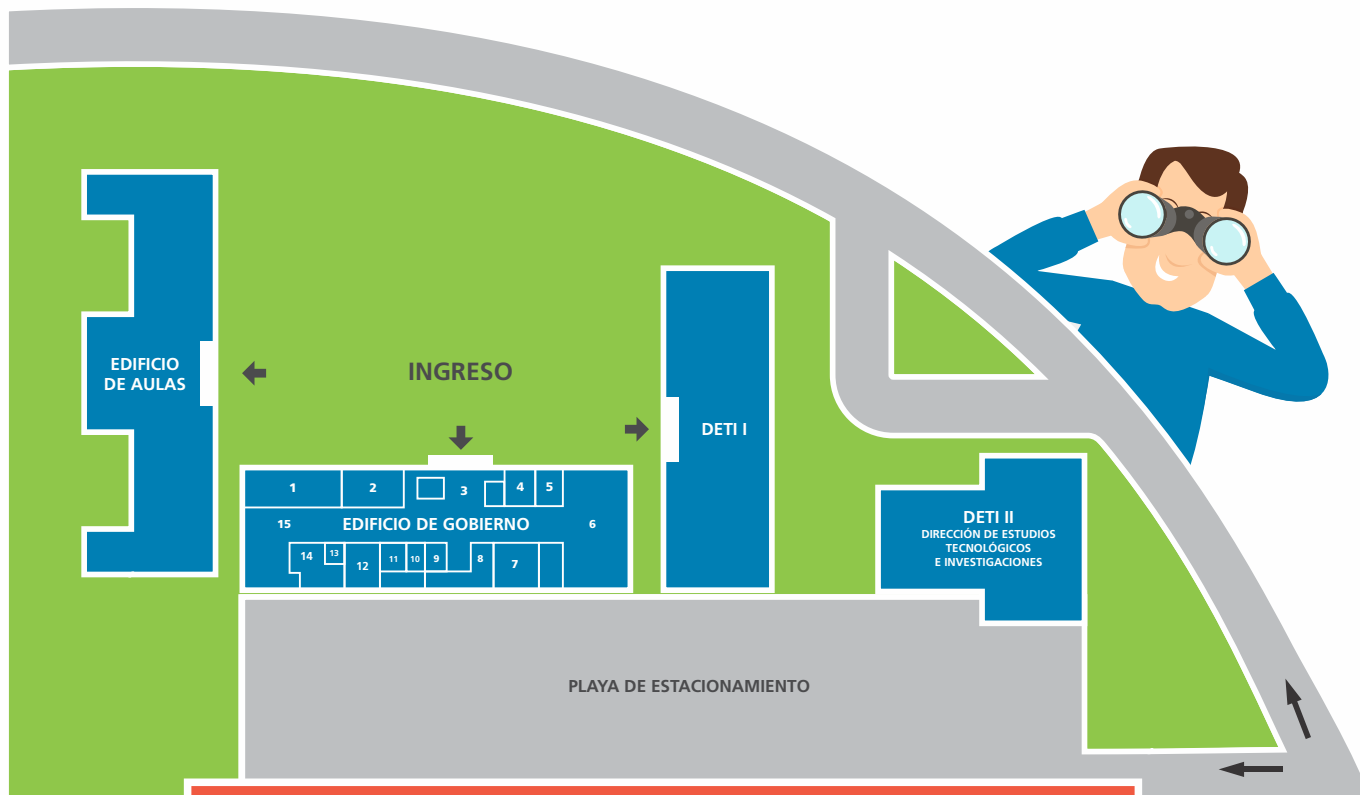 EDIFICIO
DE AULAS
INGRESO
DETI I
1
2
3
4
5
15
EDIFICIO DE GOBIERNO
6
14
13
12
11
10
9
8
7
DETI II
DIRECCIÓN DE ESTUDIOS
TECNOLÓGICOS
E INVESTIGACIONES
PLAYA DE ESTACIONAMIENTO